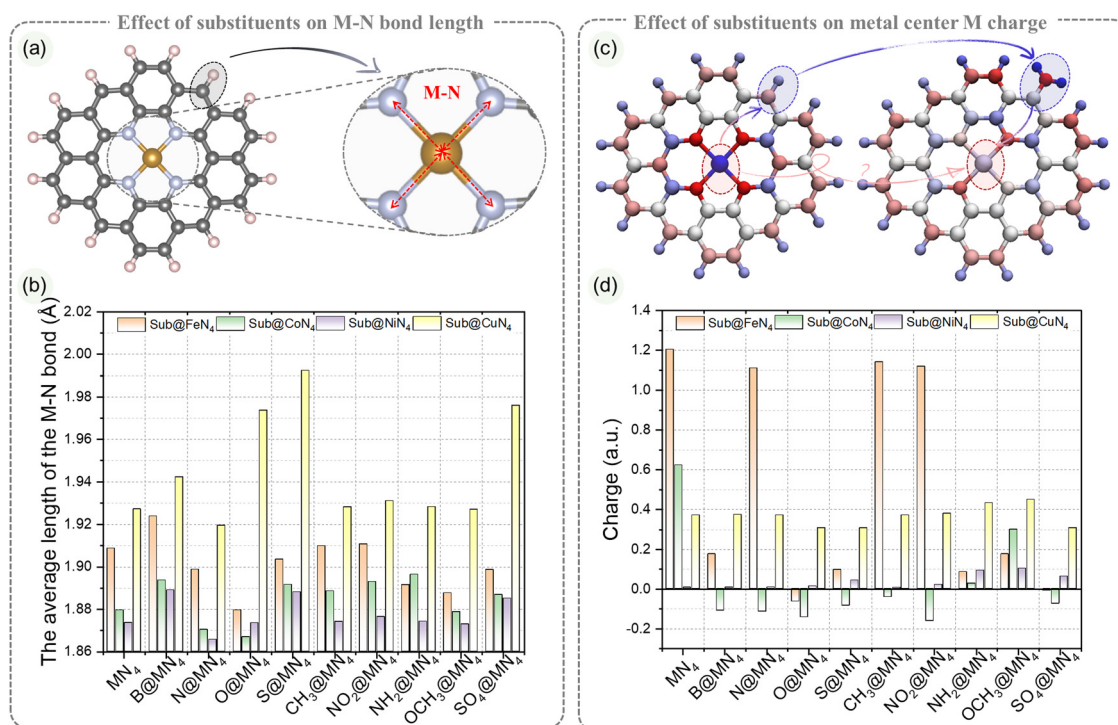 Effect of substituents on M-N bond length
(a)
M-N
(b)
The average length of the M-N bond (Å)
2.02
2.00
1.98
1.96
1.94
1.92
1.90
1.88
1.86
Sub@FeN₄ Sub@CoN₄ Sub@NiN₄ Sub@CuN₄
MN₄
B@MN₄
N@MN₄
O@MN₄
S@MN₄
CH₃@MN₄
NO₂@MN₄
NH₂@MN₄
OCH₃@MN₄
SO₄@MN₄
Effect of substituents on metal center M charge
(c)
?
(d)
Charge (a.u.)
1.4
1.2
1.0
0.8
0.6
0.4
0.2
0.0
-0.2
Sub@FeN₄ Sub@CoN₄ Sub@NiN₄ Sub@CuN₄
MN₄
B@MN₄
N@MN₄
O@MN₄
S@MN₄
CH₃@MN₄
NO₂@MN₄
NH₂@MN₄
OCH₃@MN₄
SO₄@MN₄